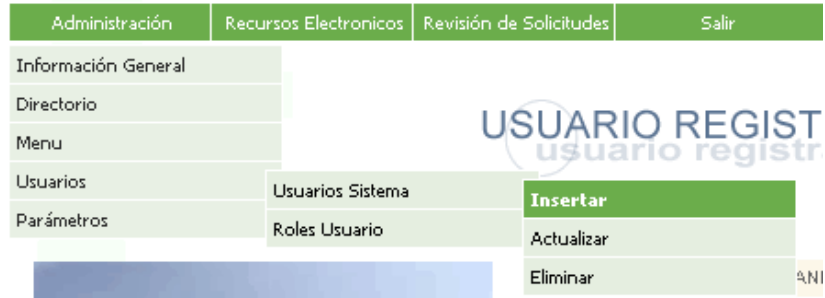 Administración
Recursos Electronicos
Revisión de Solicitudes
Salir
Información General
Directorio
Menu
Usuarios
Parámetros
USUARIO REGIST
usuario registr
Usuarios Sistema
Roles Usuario
Insertar
Actualizar
Eliminar